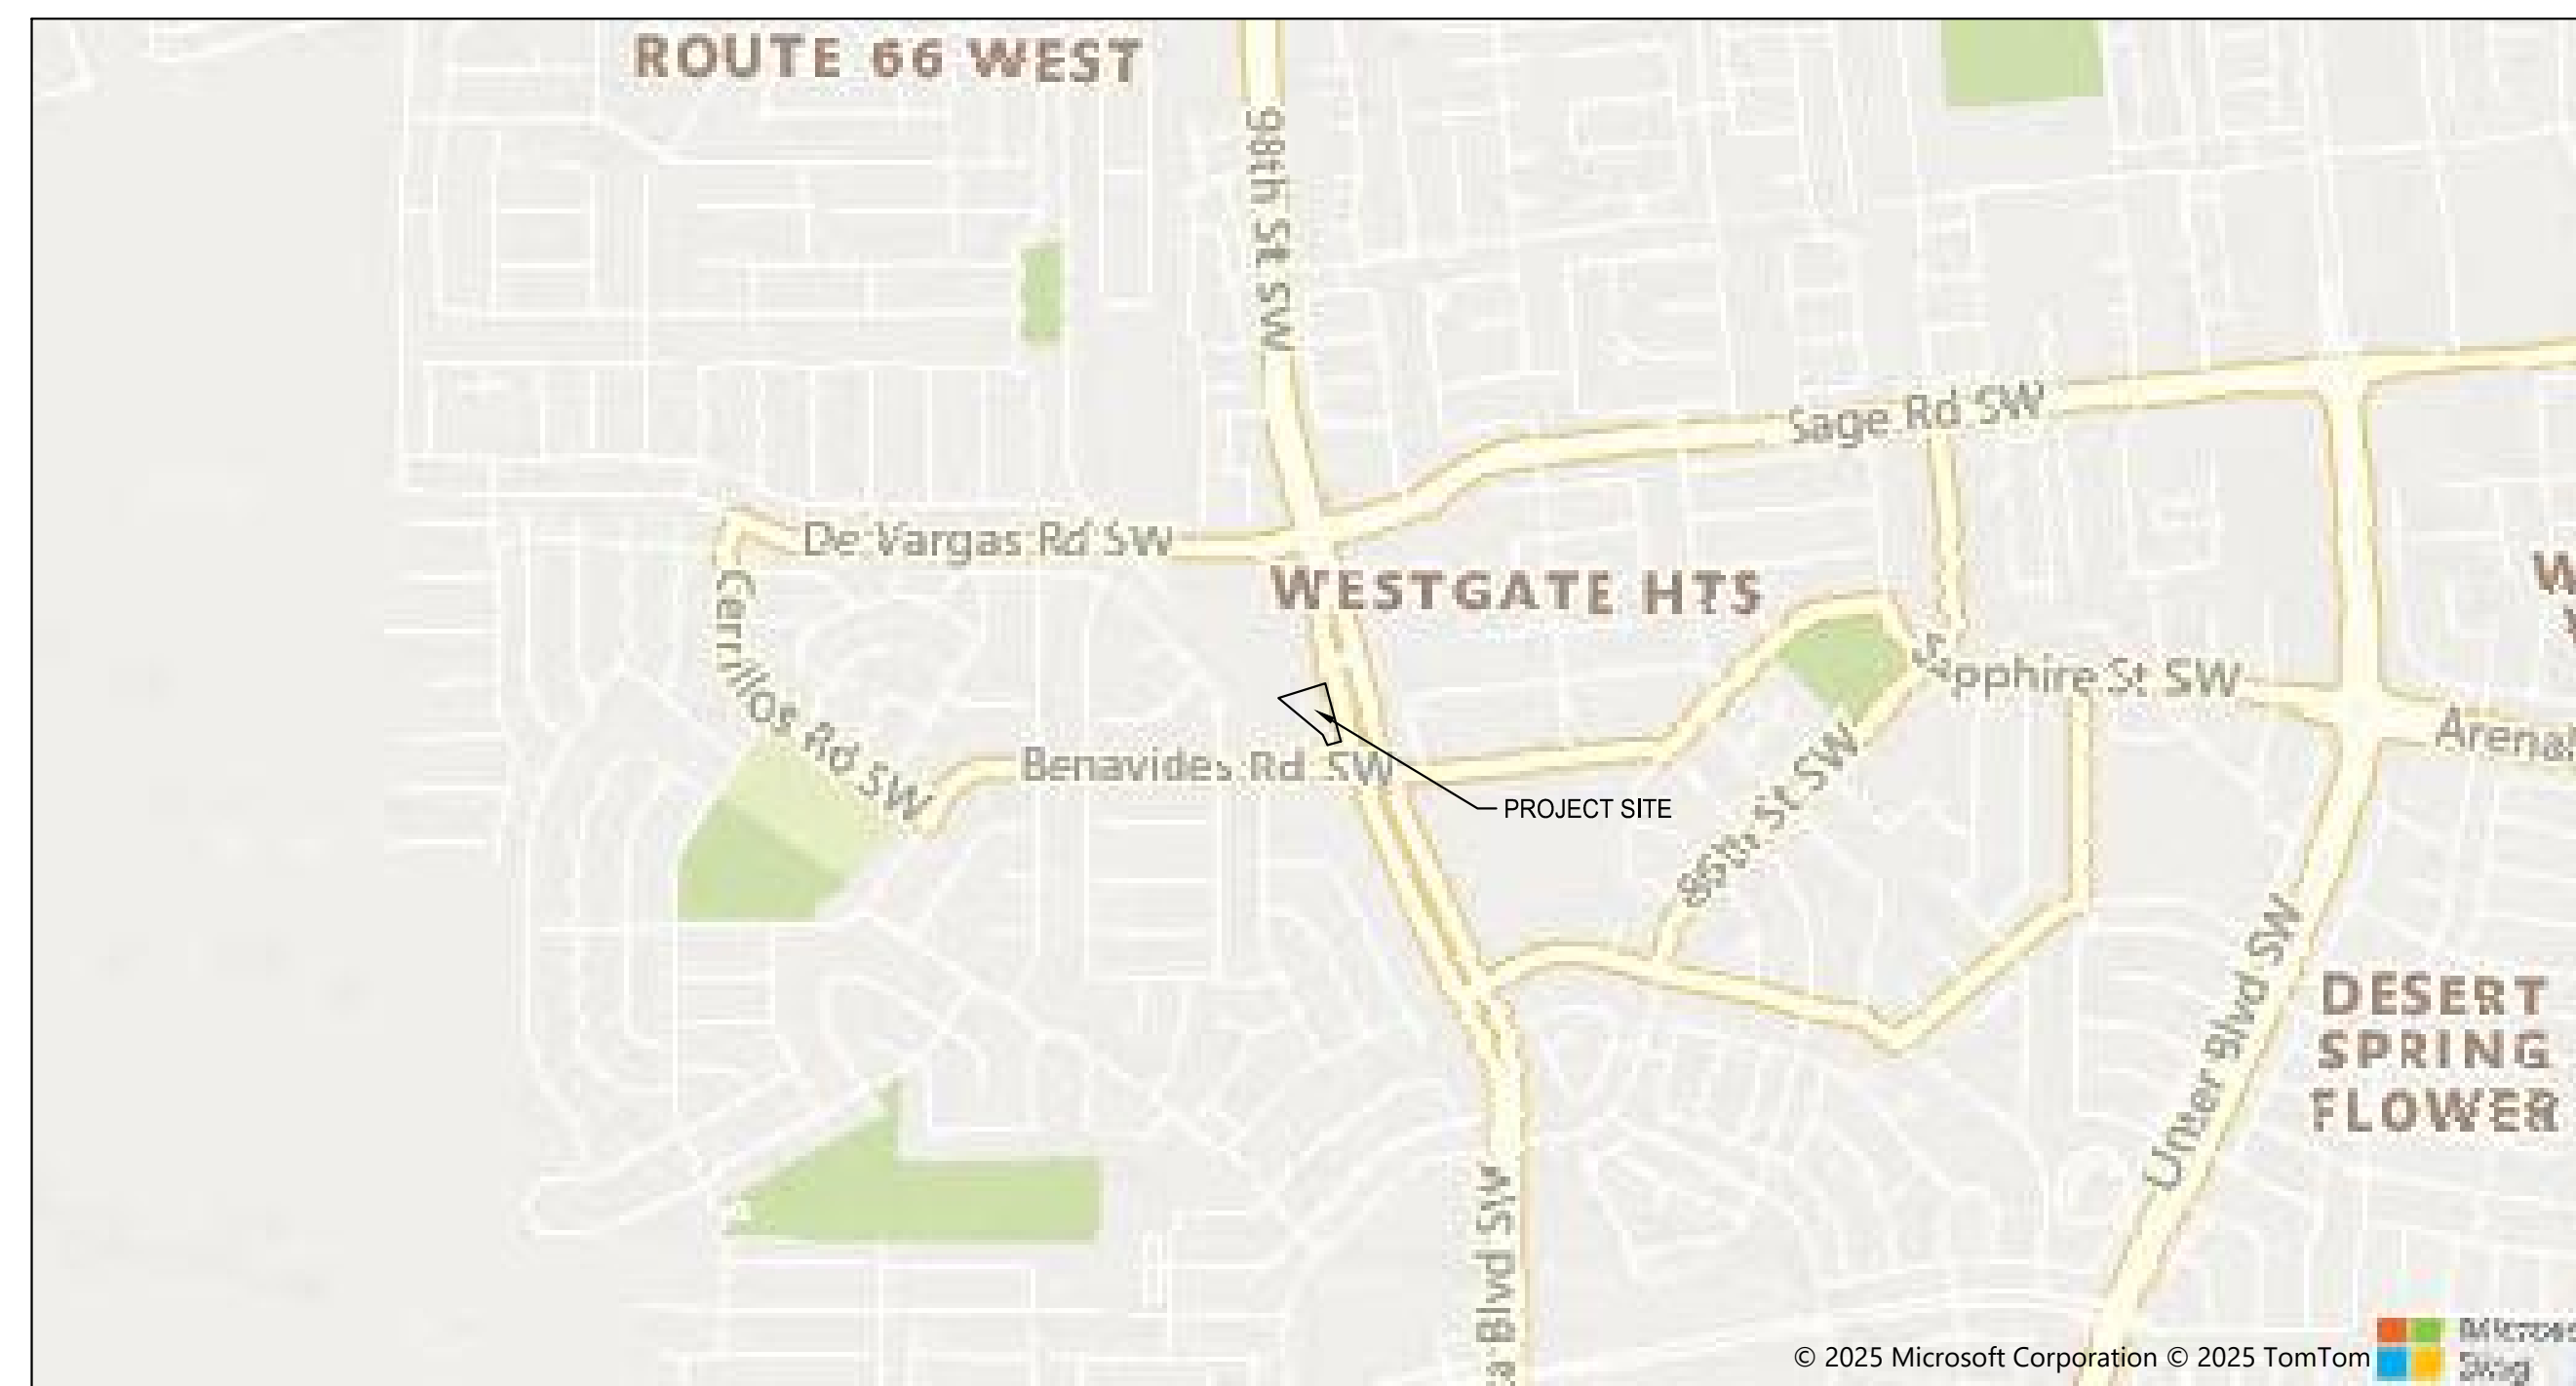 ROUTE 66 WEST
98th St SW
Sage Rd SW
De Vargas Rd SW
WESTGATE HTS
Cerrillos Rd SW
Sapphire St SW
Arenal
Benavides Rd SW
85th St SW
PROJECT SITE
Unser Blvd SW
DESERT
SPRING
FLOWER
Blvd SW
© 2025 Microsoft Corporation © 2025 TomTom
Bing